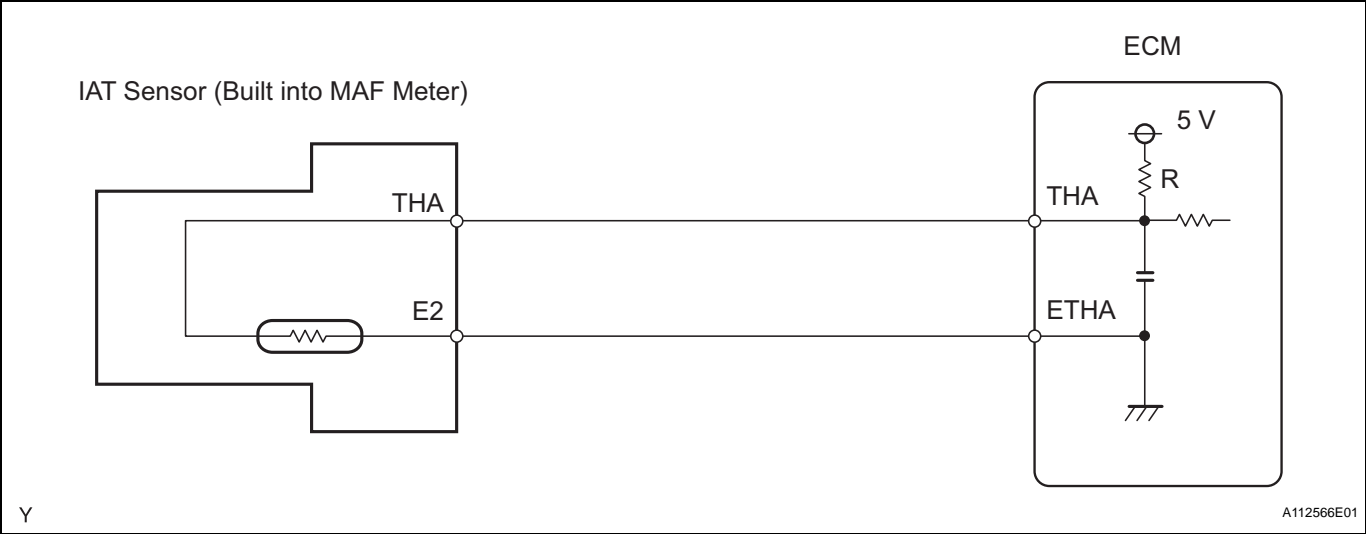 ECM
IAT Sensor (Built into MAF Meter)
5 V
R
THA
THA
E2
ETHA
Y
A112566E01